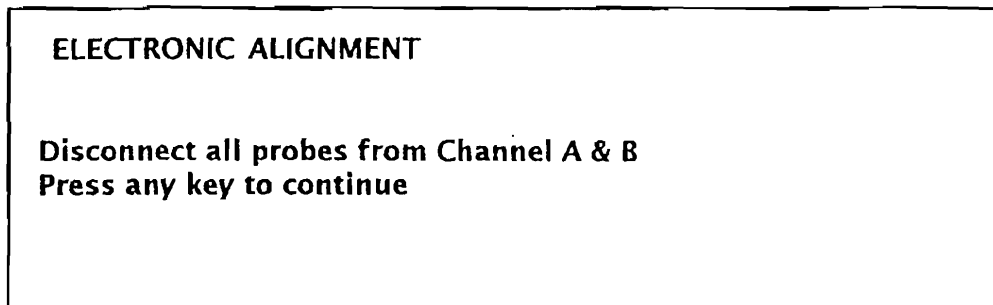 ELECTRONIC ALIGNMENT
Disconnect all probes from Channel A & B
Press any key to continue